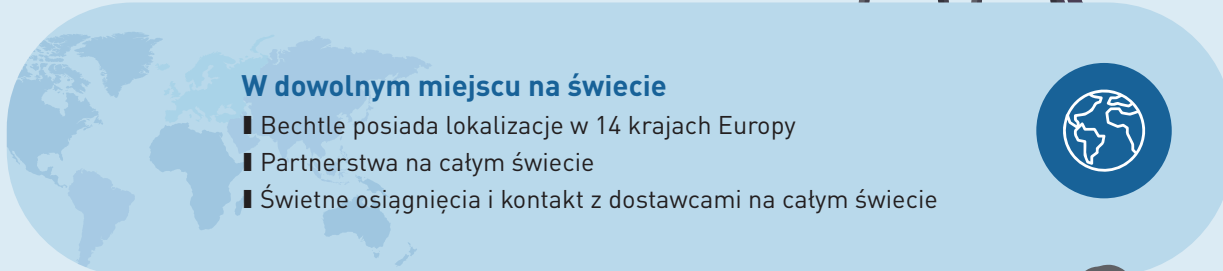 W dowolnym miejscu na świecie
▌Bechtle posiada lokalizacje w 14 krajach Europy
▌Partnerstwa na całym świecie
▌Świetne osiągnięcia i kontakt z dostawcami na całym świecie